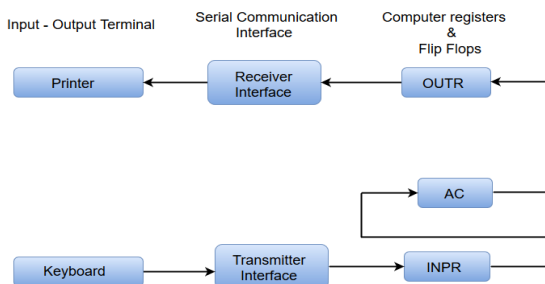 Input - Output Terminal
Serial Communication
Interface
Computer registers
&
Flip Flops
Printer
Receiver
Interface
OUTR
AC
Keyboard
Transmitter
Interface
INPR